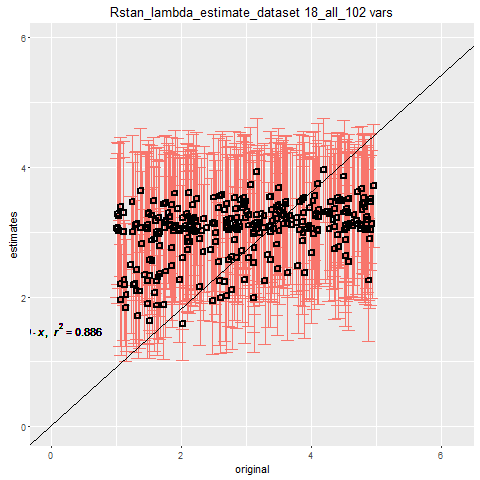 Rstan_lambda_estimate_dataset 18_all_102 vars
6
4
2
0
estimates
· x, r² = 0.886
0
2
4
6
original